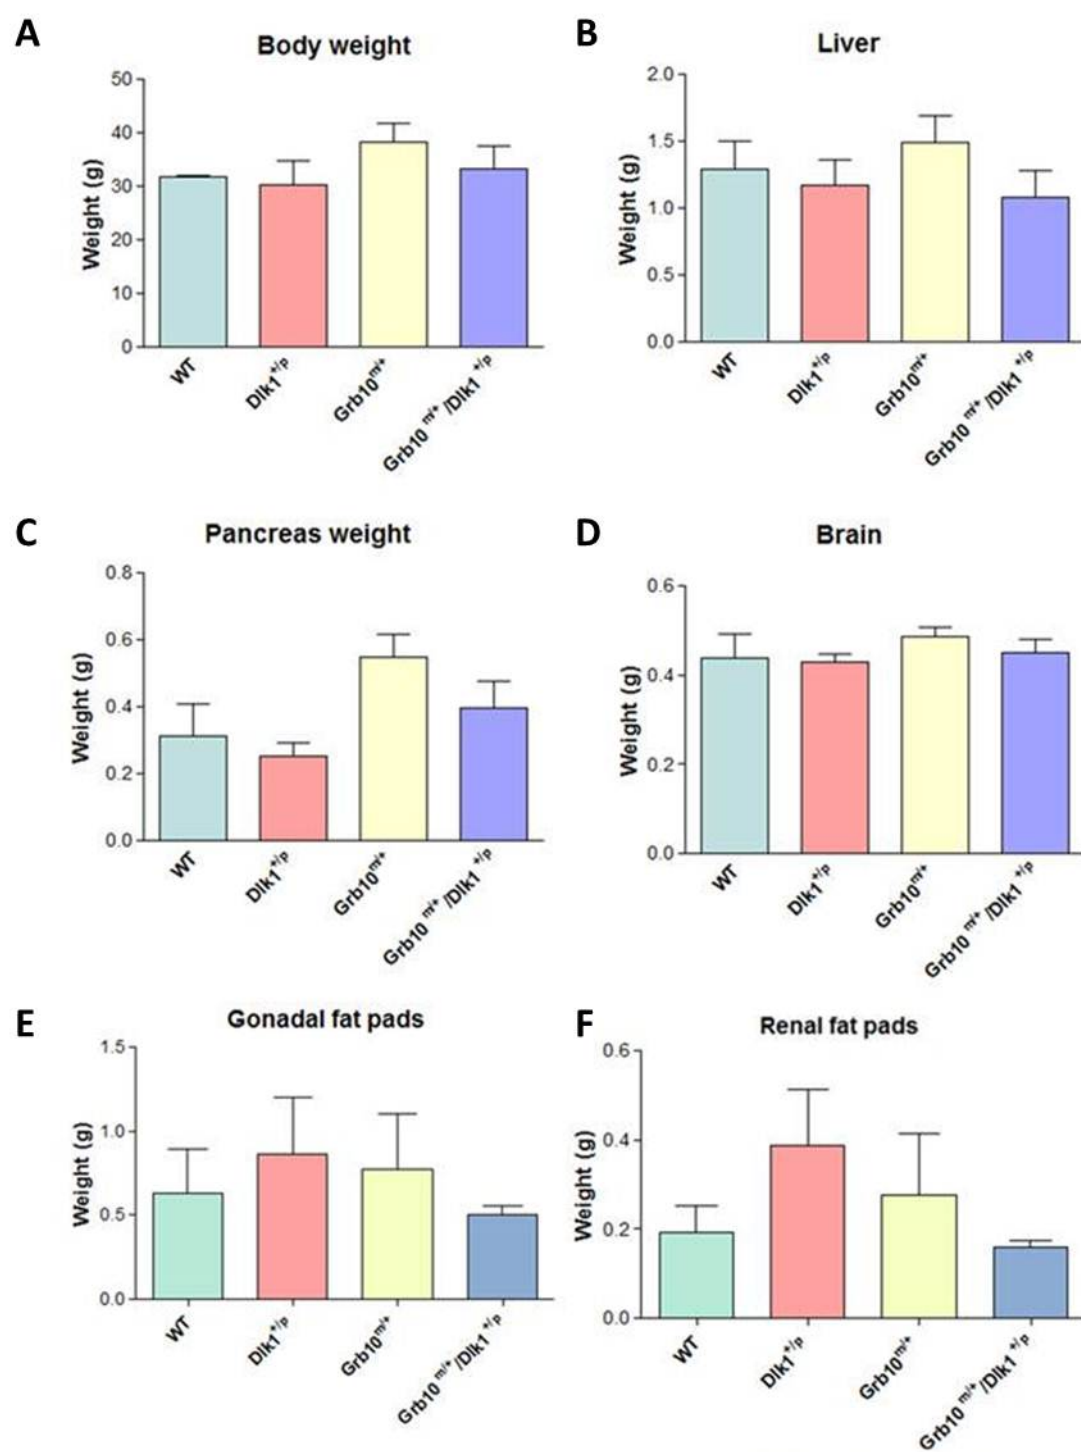 A
Body weight
Weight (g)
50
40
30
20
10
0
WT
Dlk1+/p
Grb10m/+
Grb10 m/+ /Dlk1 +/p
B
Liver
Weight (g)
2.0
1.5
1.0
0.5
0.0
WT
Dlk1+/p
Grb10m/+
Grb10 m/+ /Dlk1 +/p
C
Pancreas weight
Weight (g)
0.8
0.6
0.4
0.2
0.0
WT
Dlk1+/p
Grb10m/+
Grb10 m/+ /Dlk1 +/p
D
Brain
Weight (g)
0.6
0.4
0.2
0.0
WT
Dlk1+/p
Grb10m/+
Grb10 m/+ /Dlk1 +/p
E
Gonadal fat pads
Weight (g)
1.5
1.0
0.5
0.0
WT
Dlk1+/p
Grb10m/+
Grb10 m/+/Dlk1+/p
F
Renal fat pads
Weight (g)
0.6
0.4
0.2
0.0
WT
Dlk1+/p
Grb10m/+
Grb10 m/+/Dlk1 +/p